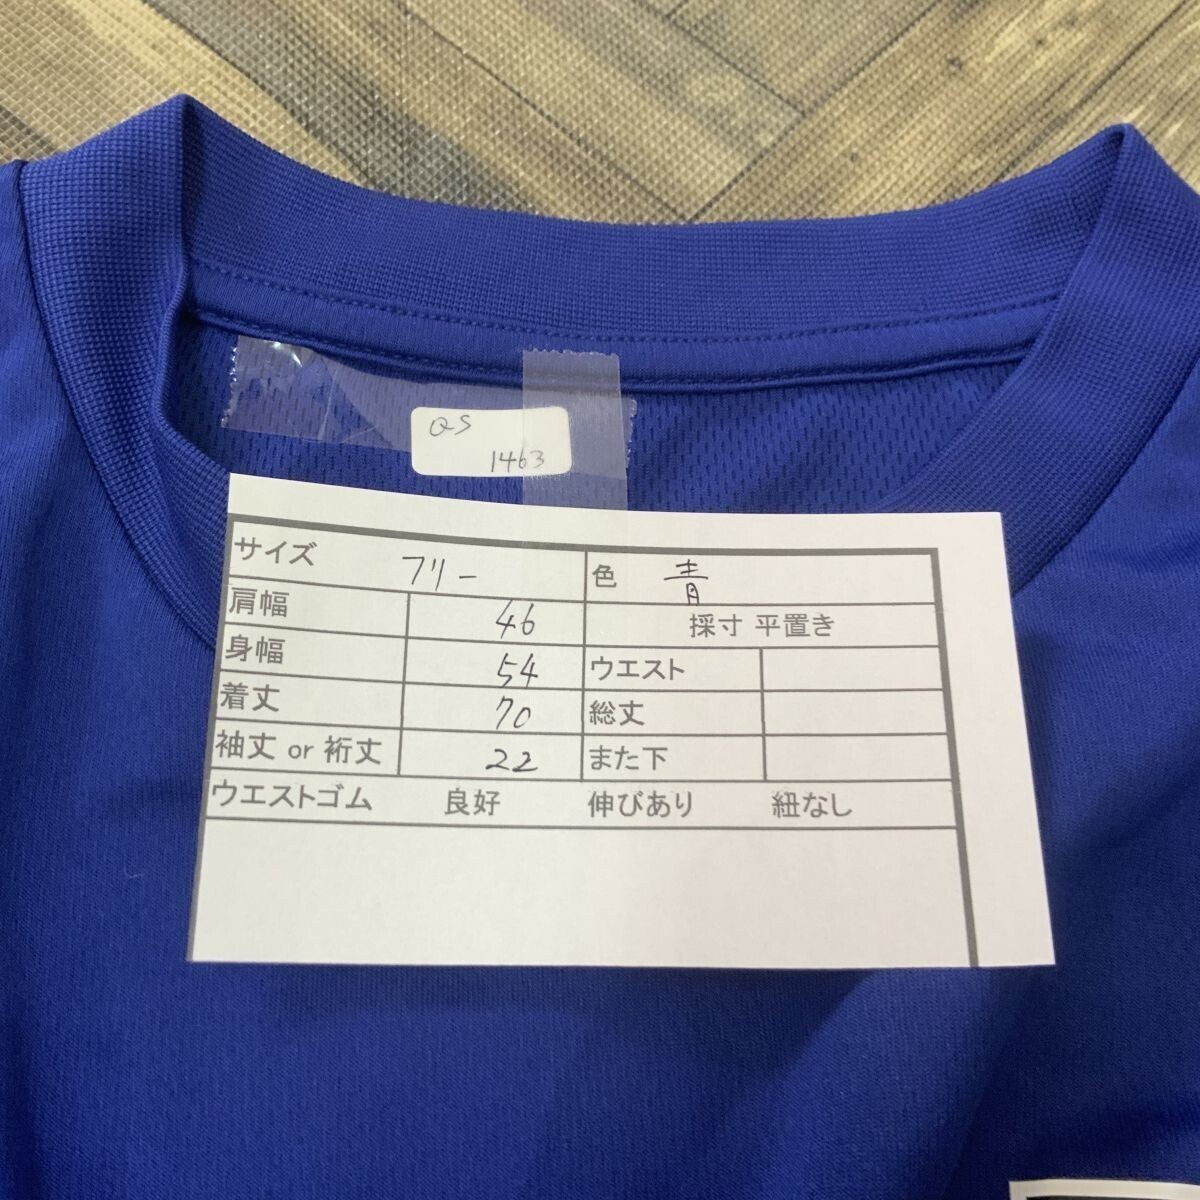 QS
1463
サイズ フリー 色 青
肩幅 46 採寸 平置き
身幅 54 ウエスト
着丈 70 総丈
袖丈 or 裄丈 22 また下
ウエストゴム 良好 伸びあり 紐なし